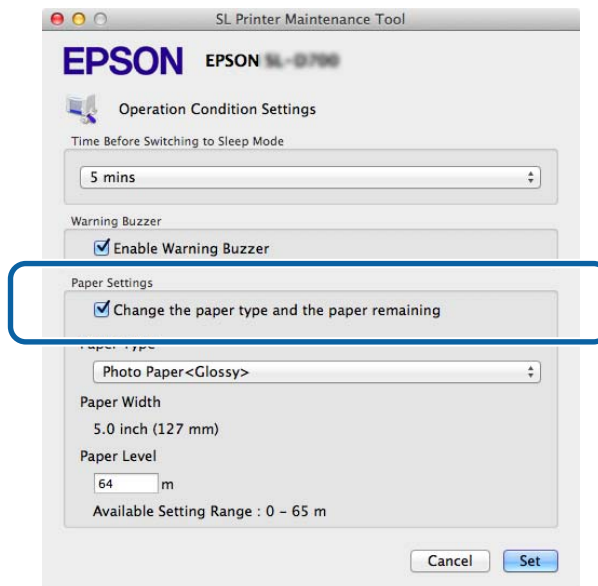 SL Printer Maintenance Tool
EPSON EPSON
Operation Condition Settings
Time Before Switching to Sleep Mode
5 mins
Warning Buzzer
Enable Warning Buzzer
Paper Settings
Change the paper type and the paper remaining
Paper Type
Photo Paper<Glossy>
Paper Width
5.0 inch (127 mm)
Paper Level
64 m
Available Setting Range : 0 – 65 m
Cancel Set